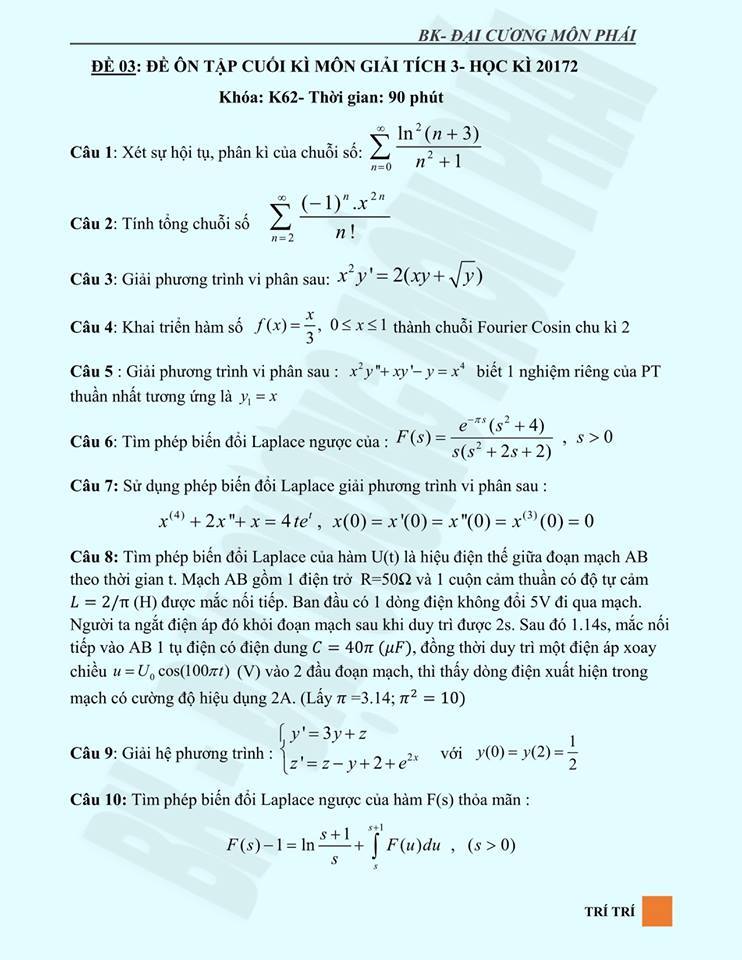 BK- ĐẠI CƯƠNG MÔN PHÁI
ĐỀ 03: ĐỀ ÔN TẬP CUỐI KÌ MÔN GIẢI TÍCH 3- HỌC KÌ 20172
Khóa: K62- Thời gian: 90 phút
Câu 1: Xét sự hội tụ, phân kì của chuỗi số: $\sum_{n=0}^{\infty} \frac{\ln^2(n+3)}{n^2+1}$
Câu 2: Tính tổng chuỗi số $\sum_{n=2}^{\infty} \frac{(-1)^n . x^{2n}}{n!}$
Câu 3: Giải phương trình vi phân sau: $x^2 y' = 2(xy + \sqrt{y})$
Câu 4: Khai triển hàm số $f(x) = \frac{x}{3}, \ 0 \le x \le 1$ thành chuỗi Fourier Cosin chu kì 2
Câu 5 : Giải phương trình vi phân sau : $x^2 y'' + xy' - y = x^4$ biết 1 nghiệm riêng của PT
thuần nhất tương ứng là $y_1 = x$
Câu 6: Tìm phép biến đổi Laplace ngược của : $F(s) = \frac{e^{-\pi s}(s^2+4)}{s(s^2+2s+2)}$ , $s > 0$
Câu 7: Sử dụng phép biến đổi Laplace giải phương trình vi phân sau :
$x^{(4)} + 2x'' + x = 4te^t$ , $x(0) = x'(0) = x''(0) = x^{(3)}(0) = 0$
Câu 8: Tìm phép biến đổi Laplace của hàm U(t) là hiệu điện thế giữa đoạn mạch AB
theo thời gian t. Mạch AB gồm 1 điện trở R=50Ω và 1 cuộn cảm thuần có độ tự cảm
$L = 2/\pi$ (H) được mắc nối tiếp. Ban đầu có 1 dòng điện không đổi 5V đi qua mạch.
Người ta ngắt điện áp đó khỏi đoạn mạch sau khi duy trì được 2s. Sau đó 1.14s, mắc nối
tiếp vào AB 1 tụ điện có điện dung $C = 40\pi \ (\mu F)$, đồng thời duy trì một điện áp xoay
chiều $u = U_0 \cos(100\pi t)$ (V) vào 2 đầu đoạn mạch, thì thấy dòng điện xuất hiện trong
mạch có cường độ hiệu dụng 2A. (Lấy $\pi$ =3.14; $\pi^2 = 10$)
Câu 9: Giải hệ phương trình : $\begin{cases} y' = 3y + z \\ z' = z - y + 2 + e^{2x} \end{cases}$ với $y(0) = y(2) = \frac{1}{2}$
Câu 10: Tìm phép biến đổi Laplace ngược của hàm F(s) thỏa mãn :
$F(s) - 1 = \ln \frac{s+1}{s} + \int_{s}^{s+1} F(u)du$ , $(s > 0)$
TRÍ TRÍ
BK - ĐẠI CƯƠNG MÔN PHÁI